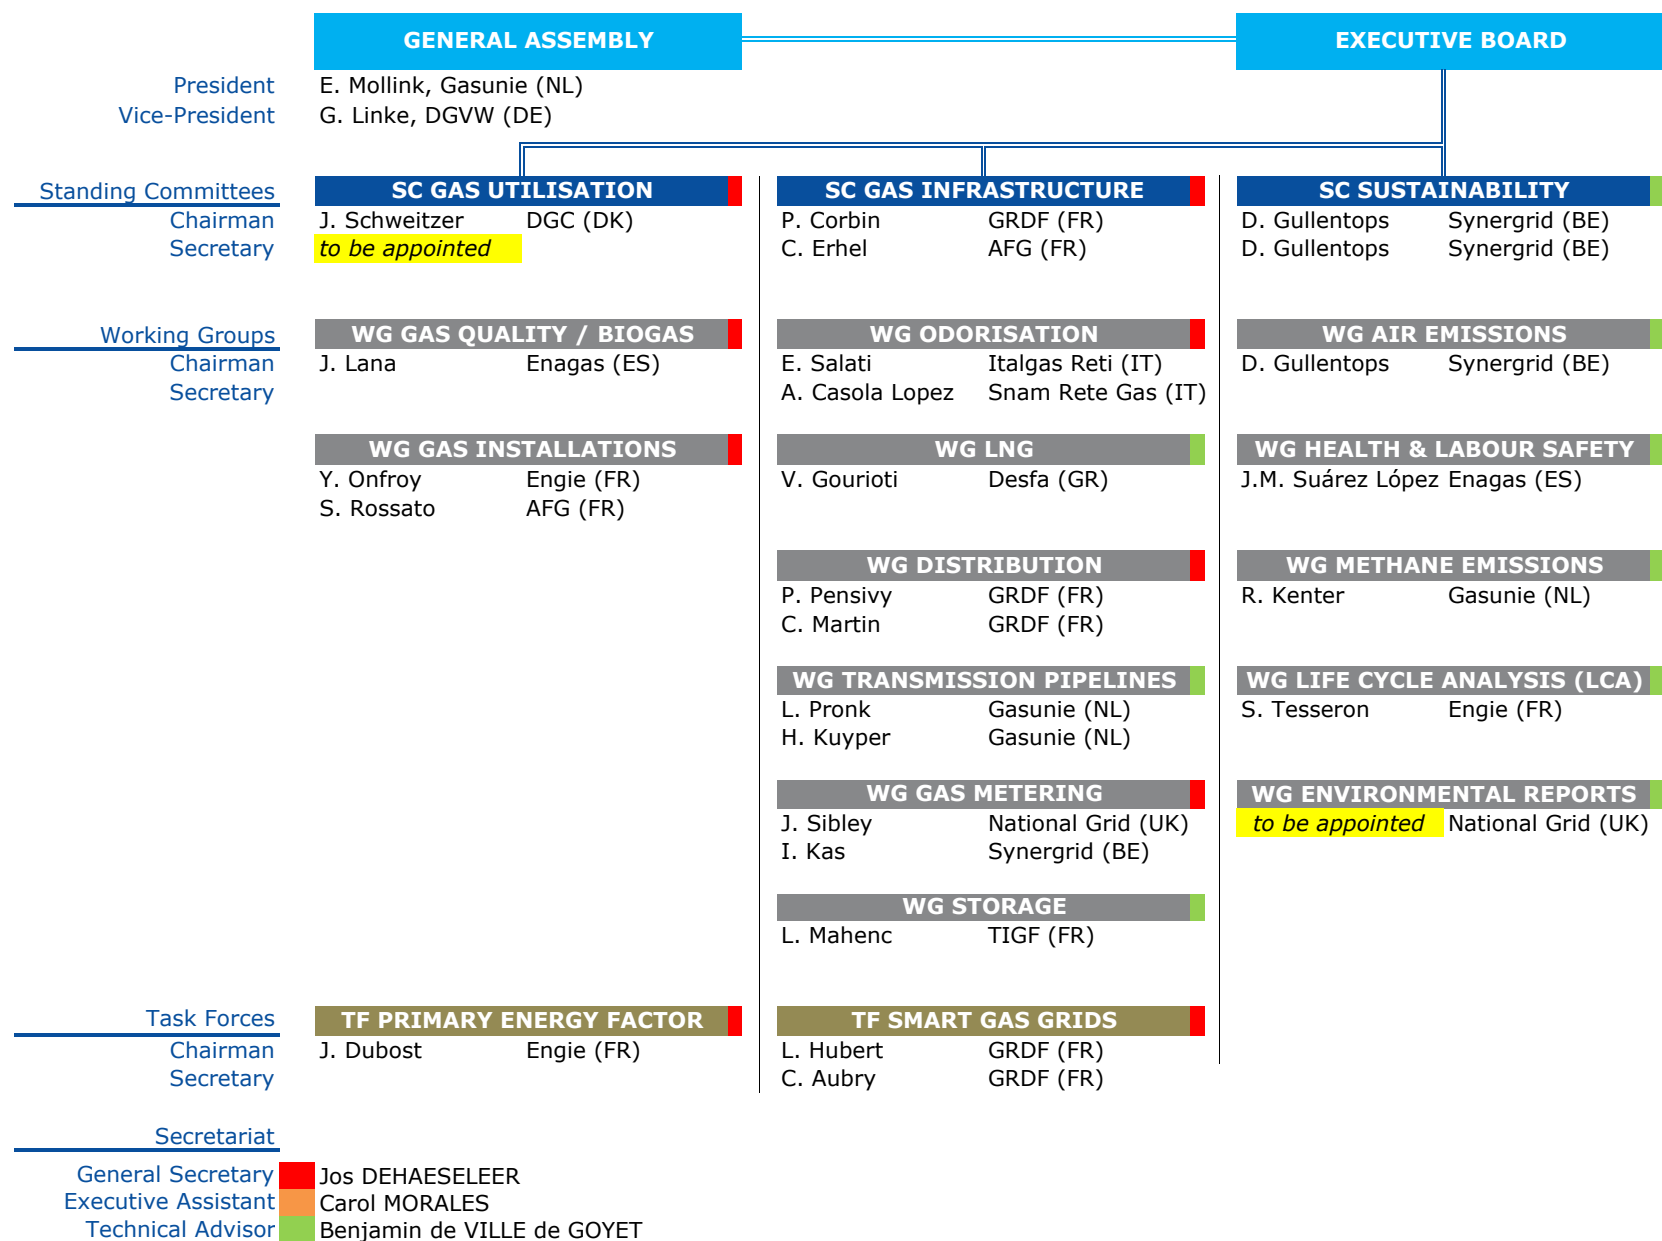 GENERAL ASSEMBLY EXECUTIVE BOARD
President E. Mollink, Gasunie (NL)
Vice-President G. Linke, DGVW (DE)
Standing Committees SC GAS UTILISATION SC GAS INFRASTRUCTURE SC SUSTAINABILITY
Chairman J. Schweitzer DGC (DK) P. Corbin GRDF (FR) D. Gullentops Synergrid (BE)
Secretary to be appointed C. Erhel AFG (FR) D. Gullentops Synergrid (BE)
Working Groups WG GAS QUALITY / BIOGAS WG ODORISATION WG AIR EMISSIONS
Chairman J. Lana Enagas (ES) E. Salati Italgas Reti (IT) D. Gullentops Synergrid (BE)
Secretary A. Casola Lopez Snam Rete Gas (IT)
WG GAS INSTALLATIONS WG LNG WG HEALTH & LABOUR SAFETY
Y. Onfroy Engie (FR) V. Gourioti Desfa (GR) J.M. Suárez López Enagas (ES)
S. Rossato AFG (FR)
WG DISTRIBUTION WG METHANE EMISSIONS
P. Pensivy GRDF (FR) R. Kenter Gasunie (NL)
C. Martin GRDF (FR)
WG TRANSMISSION PIPELINES WG LIFE CYCLE ANALYSIS (LCA)
L. Pronk Gasunie (NL) S. Tesseron Engie (FR)
H. Kuyper Gasunie (NL)
WG GAS METERING WG ENVIRONMENTAL REPORTS
J. Sibley National Grid (UK) to be appointed National Grid (UK)
I. Kas Synergrid (BE)
WG STORAGE
L. Mahenc TIGF (FR)
Task Forces TF PRIMARY ENERGY FACTOR TF SMART GAS GRIDS
Chairman J. Dubost Engie (FR) L. Hubert GRDF (FR)
Secretary C. Aubry GRDF (FR)
Secretariat
General Secretary Jos DEHAESELEER
Executive Assistant Carol MORALES
Technical Advisor Benjamin de VILLE de GOYET